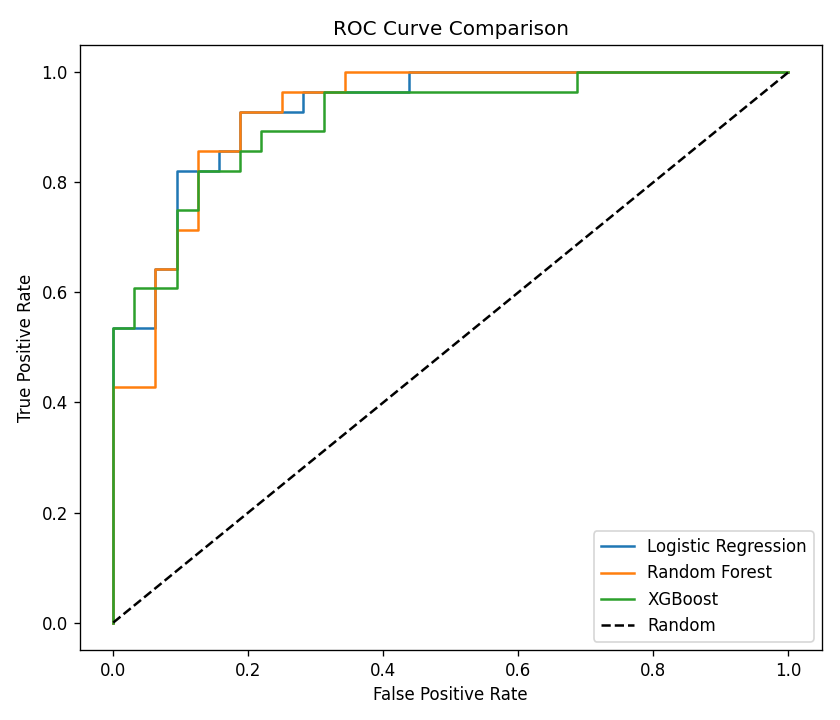 ROC Curve Comparison
True Positive Rate
1.0
0.8
0.6
0.4
0.2
0.0
0.0 0.2 0.4 0.6 0.8 1.0
False Positive Rate
Logistic Regression
Random Forest
XGBoost
Random